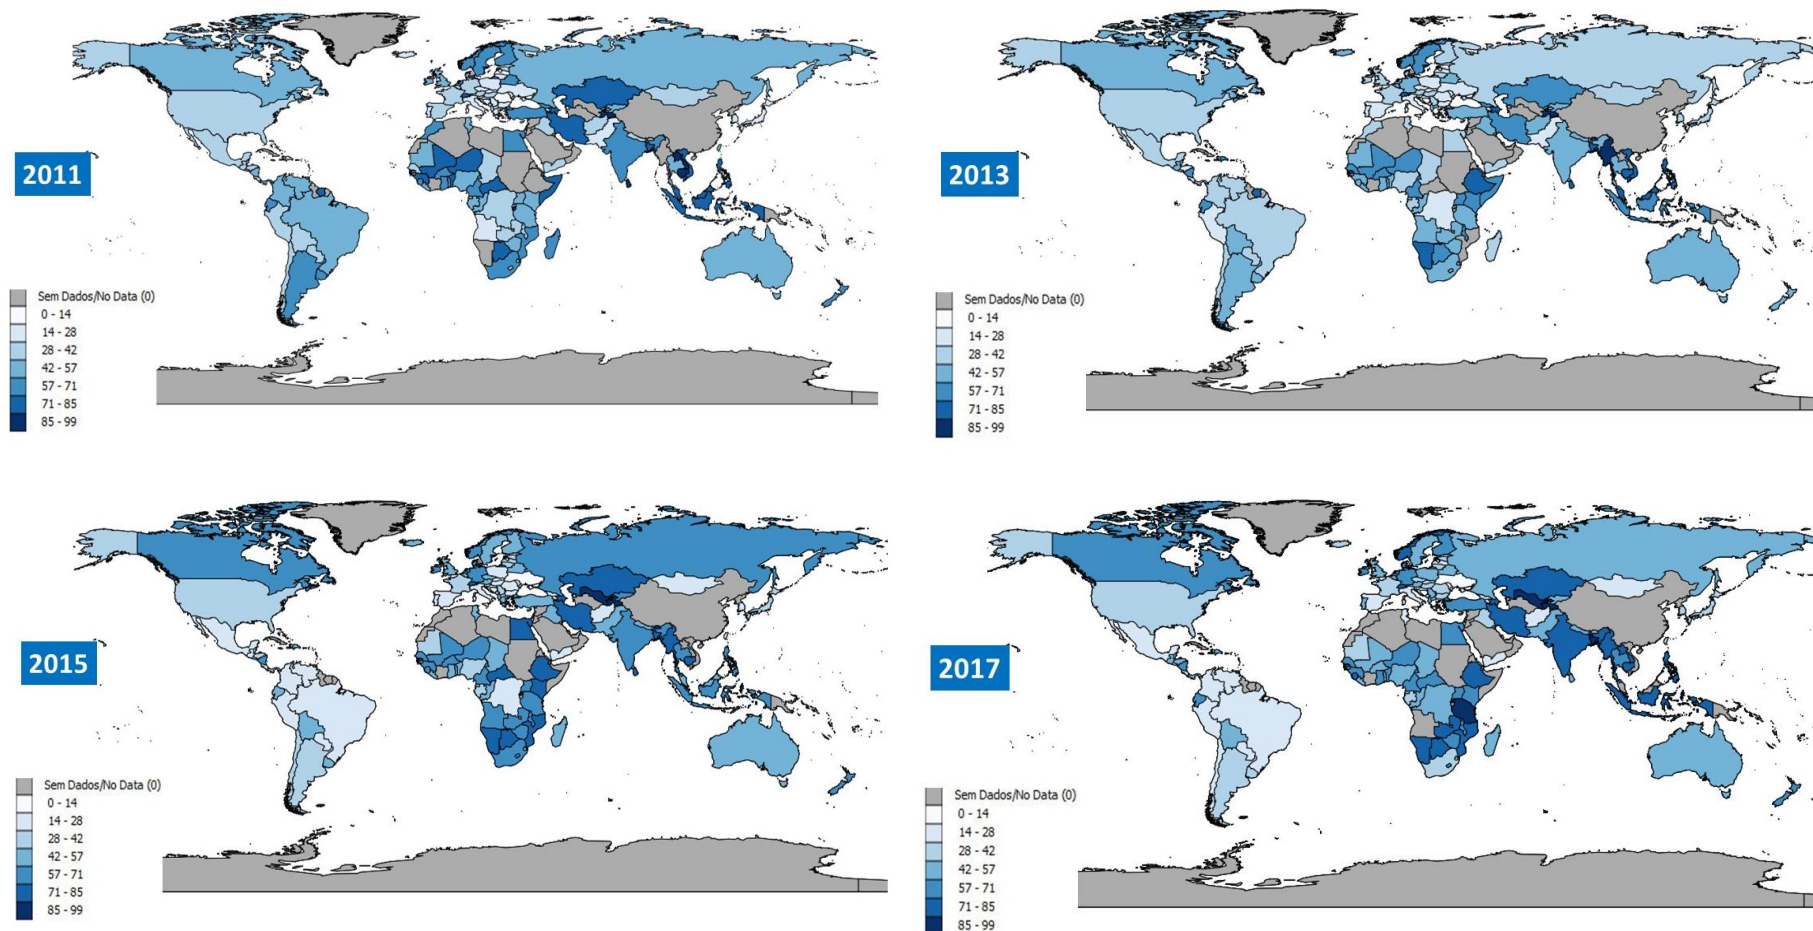 2011
Sem Dados/No Data (0)
0 - 14
14 - 28
28 - 42
42 - 57
57 - 71
71 - 85
85 - 99
2013
Sem Dados/No Data (0)
0 - 14
14 - 28
28 - 42
42 - 57
57 - 71
71 - 85
85 - 99
2015
Sem Dados/No Data (0)
0 - 14
14 - 28
28 - 42
42 - 57
57 - 71
71 - 85
85 - 99
2017
Sem Dados/No Data (0)
0 - 14
14 - 28
28 - 42
42 - 57
57 - 71
71 - 85
85 - 99